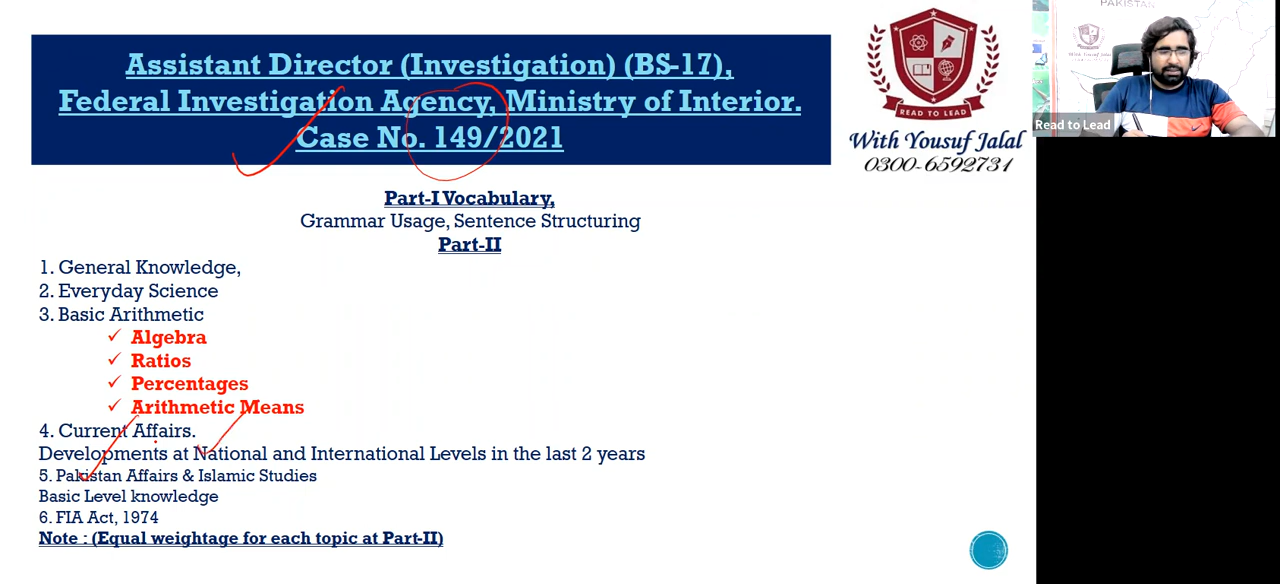 Assistant Director (Investigation) (BS-17),
Federal Investigation Agency, Ministry of Interior.
Case No. 149/2021
READ TO LEAD
With Yousuf Jalal
0300-6592731
PAKISTAN
With Yousuf Jalal
Read to Lead
Part-I Vocabulary,
Grammar Usage, Sentence Structuring
Part-II
1. General Knowledge,
2. Everyday Science
3. Basic Arithmetic
✓ Algebra
✓ Ratios
✓ Percentages
✓ Arithmetic Means
4. Current Affairs.
Developments at National and International Levels in the last 2 years
5. Pakistan Affairs & Islamic Studies
Basic Level knowledge
6. FIA Act, 1974
Note : (Equal weightage for each topic at Part-II)